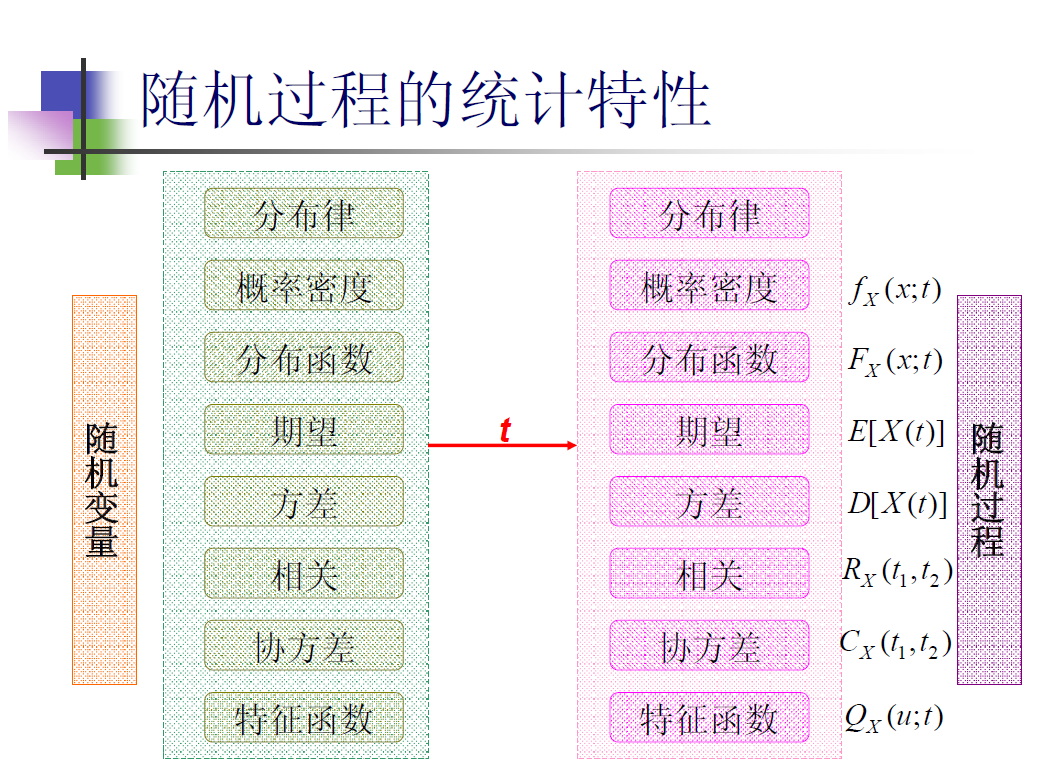 随机过程的统计特性
随机变量
分布律
概率密度
分布函数
期望
方差
相关
协方差
特征函数
t
分布律
概率密度
分布函数
期望
方差
相关
协方差
特征函数
f_X(x;t)
F_X(x;t)
E[X(t)]
D[X(t)]
R_X(t_1,t_2)
C_X(t_1,t_2)
Q_X(u;t)
随机过程